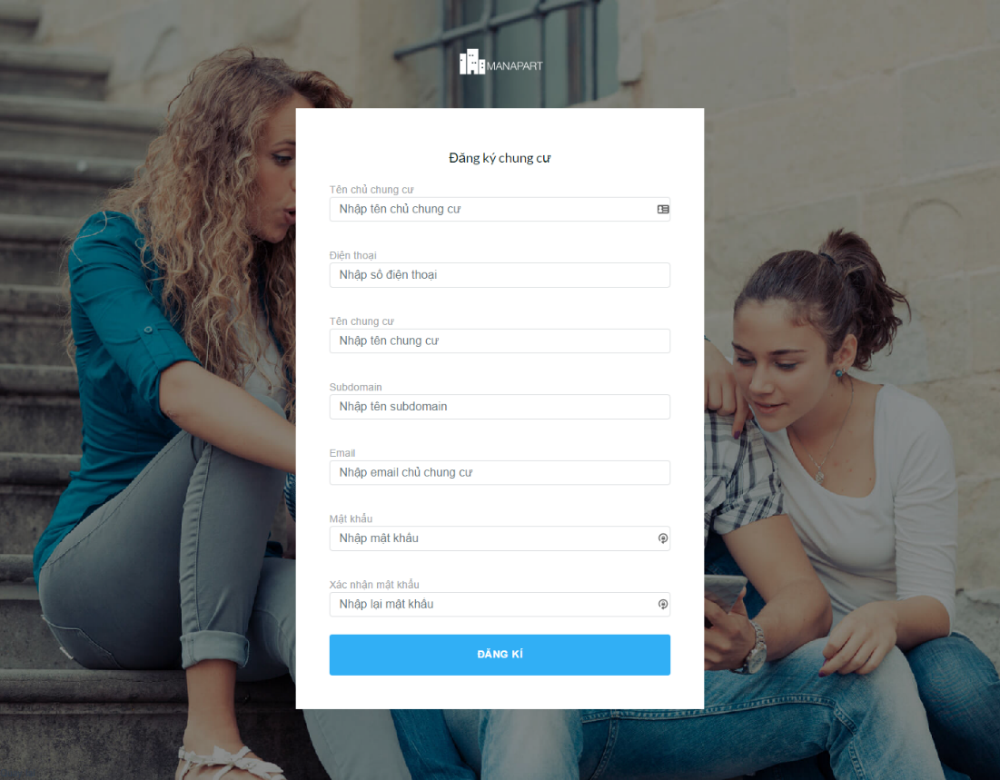 MANAPART
Đăng ký chung cư
Tên chủ chung cư
Nhập tên chủ chung cư
Điện thoại
Nhập số điện thoại
Tên chung cư
Nhập tên chung cư
Subdomain
Nhập tên subdomain
Email
Nhập email chủ chung cư
Mật khẩu
Nhập mật khẩu
Xác nhận mật khẩu
Nhập lại mật khẩu
ĐĂNG KÍ